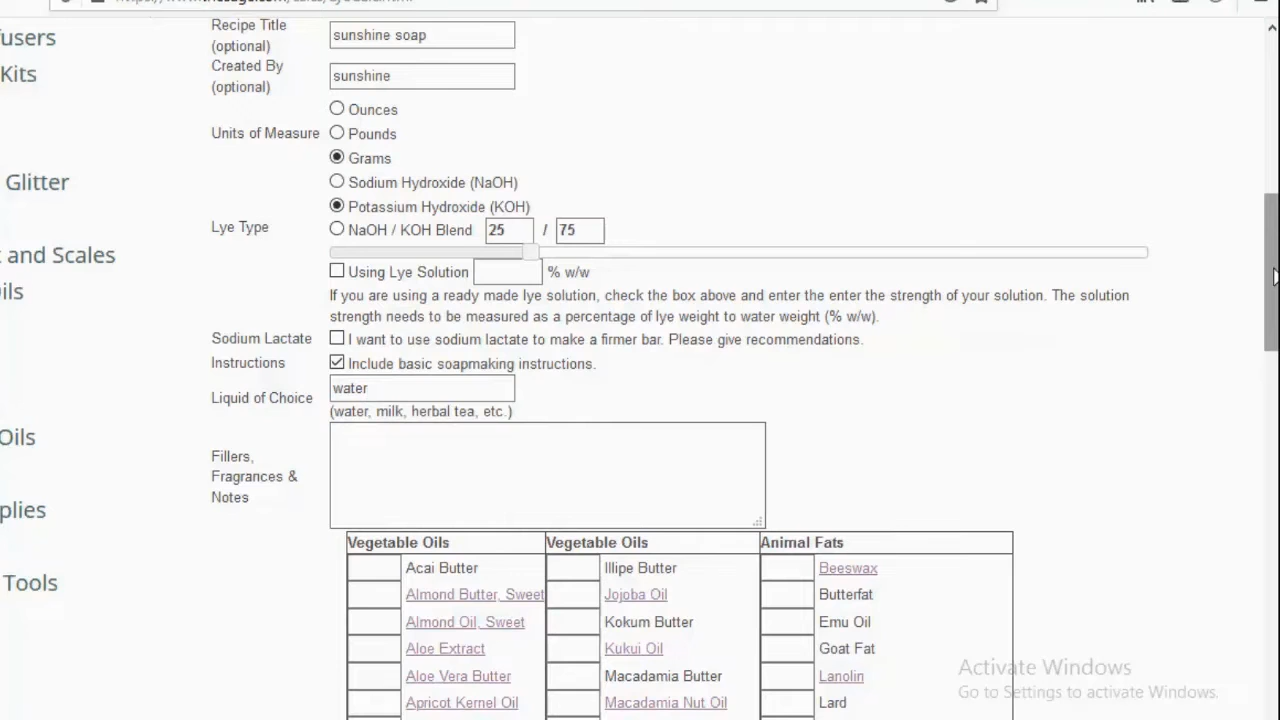 Recipe Title
(optional)
sunshine soap
Created By
(optional)
sunshine
Units of Measure
Ounces
Pounds
Grams
Lye Type
Sodium Hydroxide (NaOH)
Potassium Hydroxide (KOH)
NaOH / KOH Blend 25 / 75
Using Lye Solution % w/w
If you are using a ready made lye solution, check the box above and enter the enter the strength of your solution. The solution
strength needs to be measured as a percentage of lye weight to water weight (% w/w).
Sodium Lactate I want to use sodium lactate to make a firmer bar. Please give recommendations.
Instructions Include basic soapmaking instructions.
Liquid of Choice
water
(water, milk, herbal tea, etc.)
Fillers,
Fragrances &
Notes
Vegetable Oils Vegetable Oils Animal Fats
Acai Butter Illipe Butter Beeswax
Almond Butter, Sweet Jojoba Oil Butterfat
Almond Oil, Sweet Kokum Butter Emu Oil
Aloe Extract Kukui Oil Goat Fat
Aloe Vera Butter Macadamia Butter Lanolin
Apricot Kernel Oil Macadamia Nut Oil Lard
Kits
Glitter
and Scales
Oils
Tools
Activate Windows
Go to Settings to activate Windows.